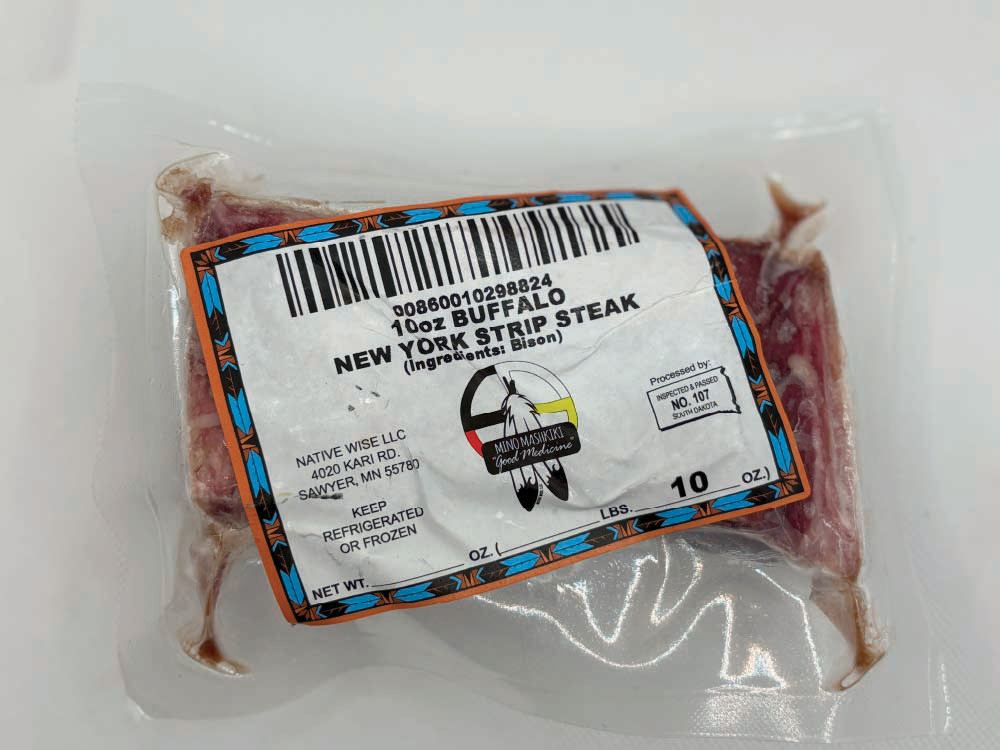 00860010298824
10oz BUFFALO
NEW YORK STRIP STEAK
(Ingredients: Bison)
Processed by:
INSPECTED & PASSED
NO. 107
SOUTH DAKOTA
MINO MASHKIKI
"Good Medicine"
NATIVE WISE LLC
4020 KARI RD.
SAWYER, MN 55780
KEEP
REFRIGERATED
OR FROZEN
NET WT. OZ. ( LBS. 10 OZ.)